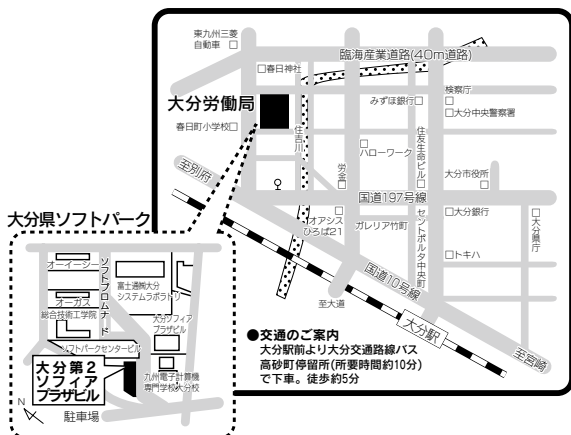 東九州三菱
自動車
臨海産業道路(40m道路)
春日神社
検察庁
大分労働局
みずほ銀行
大分中央警察署
春日町小学校
住吉川
ハローワーク
住友生命ビル
労金
大分市役所
至別府
国道197号線
大分県ソフトパーク
オアシス
ひろば21
ガレリア竹町
セントポルタ中央町
大分銀行
大分県庁
トキハ
国道10号線
至大道
大分駅
至宮崎
●交通のご案内
大分駅前より大分交通路線バス
高砂町停留所(所要時間約10分)
で下車。徒歩約5分
オーイーシー
ソフトプロムナード
富士通㈱大分
システムラボラトリ
オーガス
総合技術工学院
大分ソフィア
プラザビル
ソフトパークセンタービル
大分第2
ソフィア
プラザビル
九州電子計算機
専門学校大分校
N
駐車場